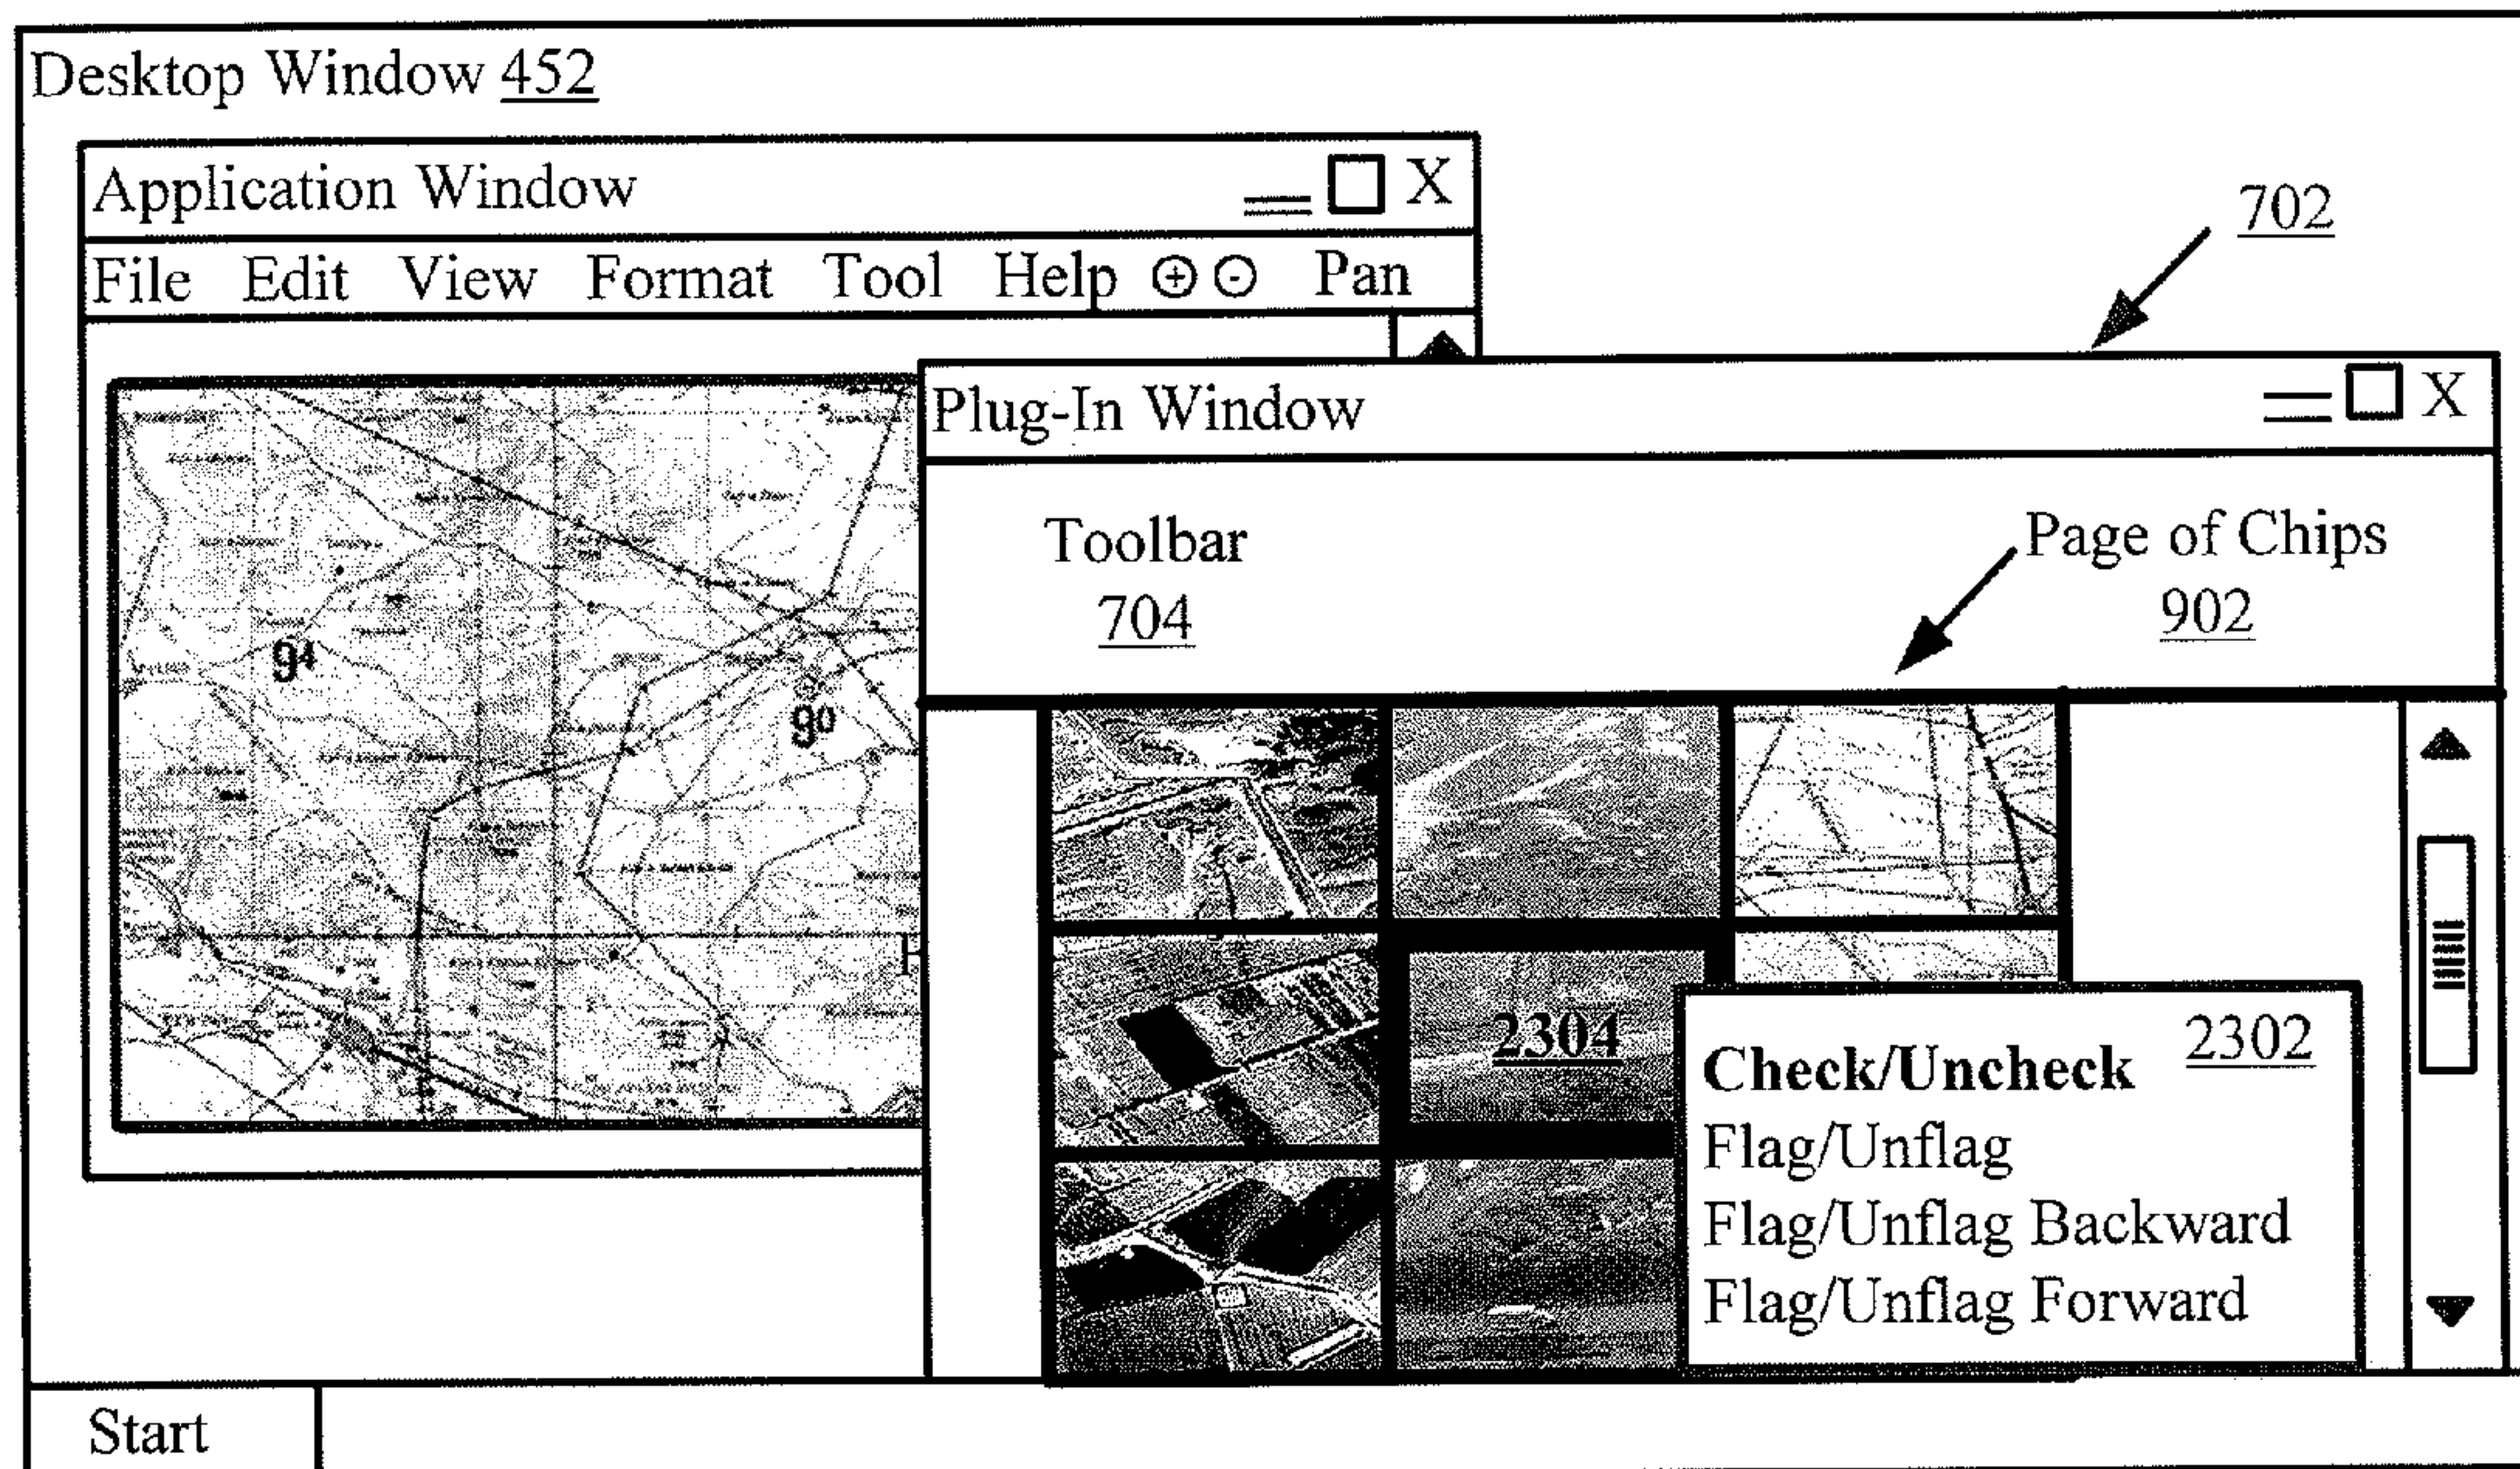 Desktop Window 452
Application Window X
File Edit View Format Tool Help + - Pan
702
Plug-In Window X
Toolbar
704
Page of Chips
902
94
90
2304
2302
Check/Uncheck
Flag/Unflag
Flag/Unflag Backward
Flag/Unflag Forward
Start